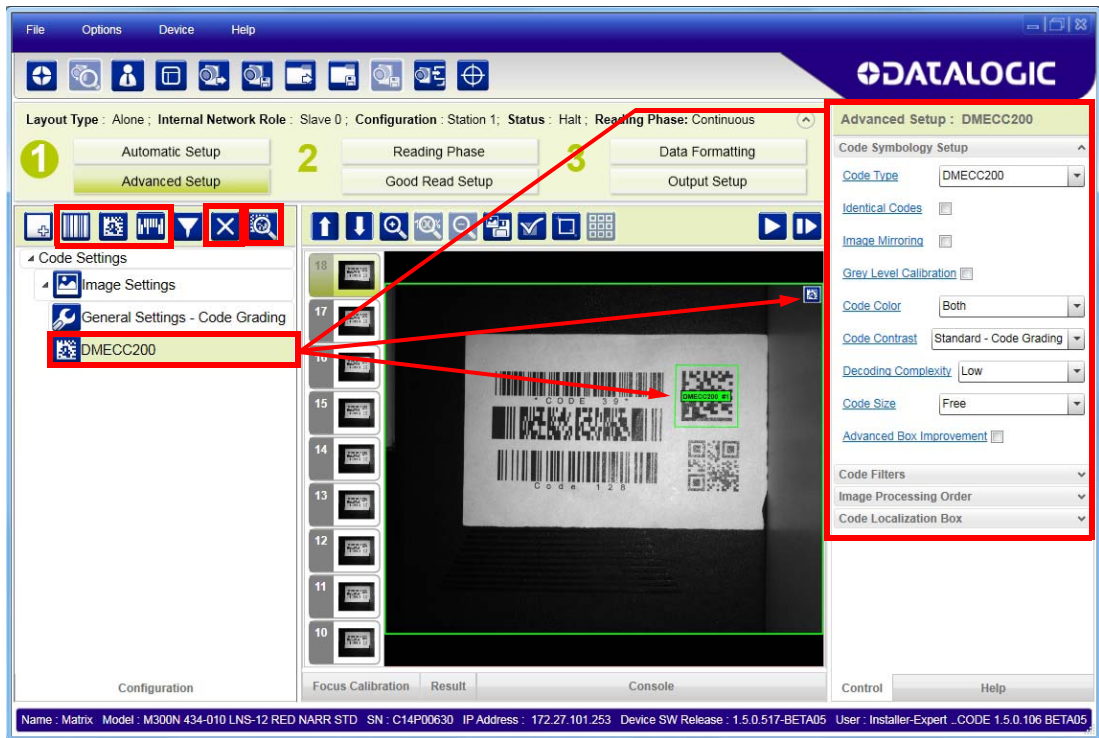 File Options Device Help
DATALOGIC
Layout Type : Alone ; Internal Network Role : Slave 0 ; Configuration : Station 1; Status : Halt ; Reading Phase: Continuous
1 Automatic Setup 2 Reading Phase 3 Data Formatting
Advanced Setup Good Read Setup Output Setup
Code Settings
Image Settings
General Settings - Code Grading
DMECC200
Configuration
18
17
16
15
14
13
12
11
10
* CODE 39 *
DMECC200 #1
Code 128
Focus Calibration Result Console
Advanced Setup : DMECC200
Code Symbology Setup
Code Type DMECC200
Identical Codes
Image Mirroring
Grey Level Calibration
Code Color Both
Code Contrast Standard - Code Grading
Decoding Complexity Low
Code Size Free
Advanced Box Improvement
Code Filters
Image Processing Order
Code Localization Box
Control Help
Name : Matrix Model : M300N 434-010 LNS-12 RED NARR STD SN : C14P00630 IP Address : 172.27.101.253 Device SW Release : 1.5.0.517-BETA05 User : Installer-Expert ..CODE 1.5.0.106 BETA05